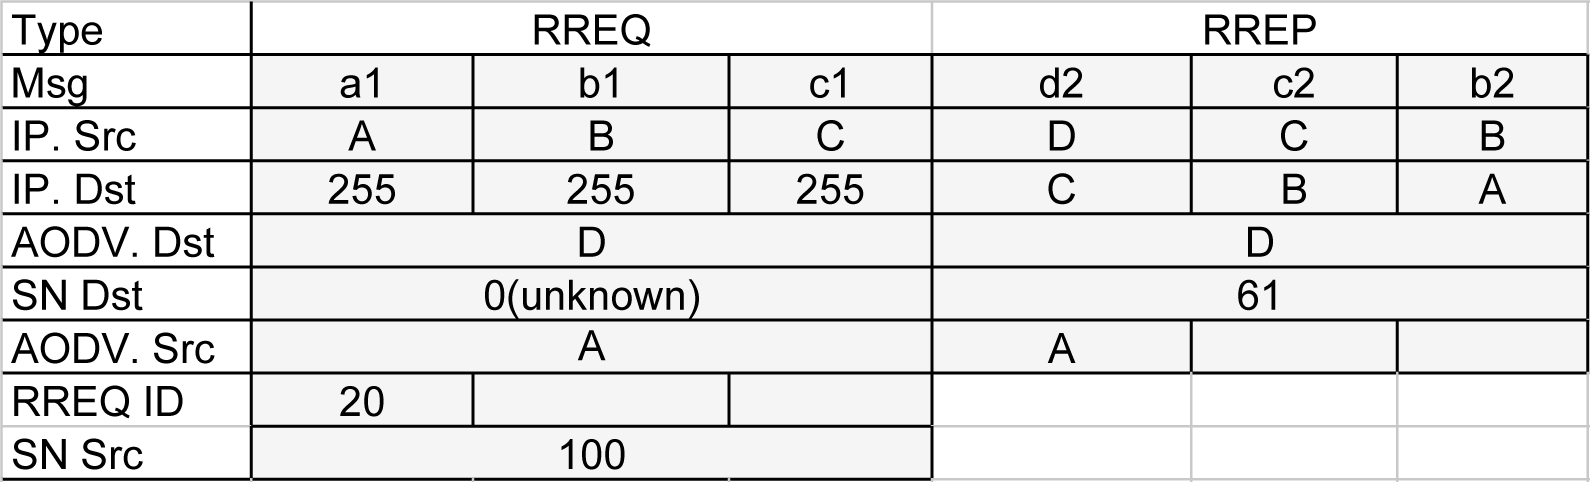 Type RREQ RREP
Msg a1 b1 c1 d2 c2 b2
IP. Src A B C D C B
IP. Dst 255 255 255 C B A
AODV. Dst D D
SN Dst 0(unknown) 61
AODV. Src A A
RREQ ID 20
SN Src 100